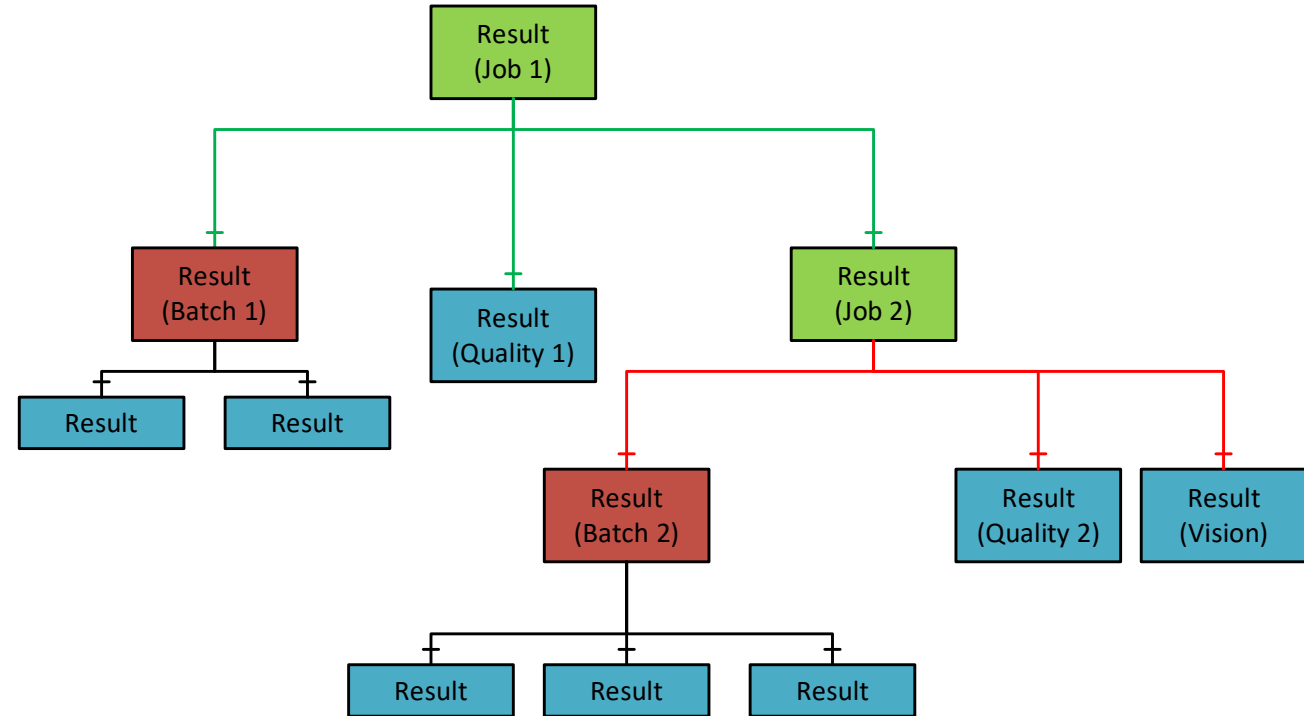 Result
(Job 1)
Result
(Batch 1)
Result
(Quality 1)
Result
(Job 2)
Result
Result
Result
(Batch 2)
Result
(Quality 2)
Result
(Vision)
Result
Result
Result